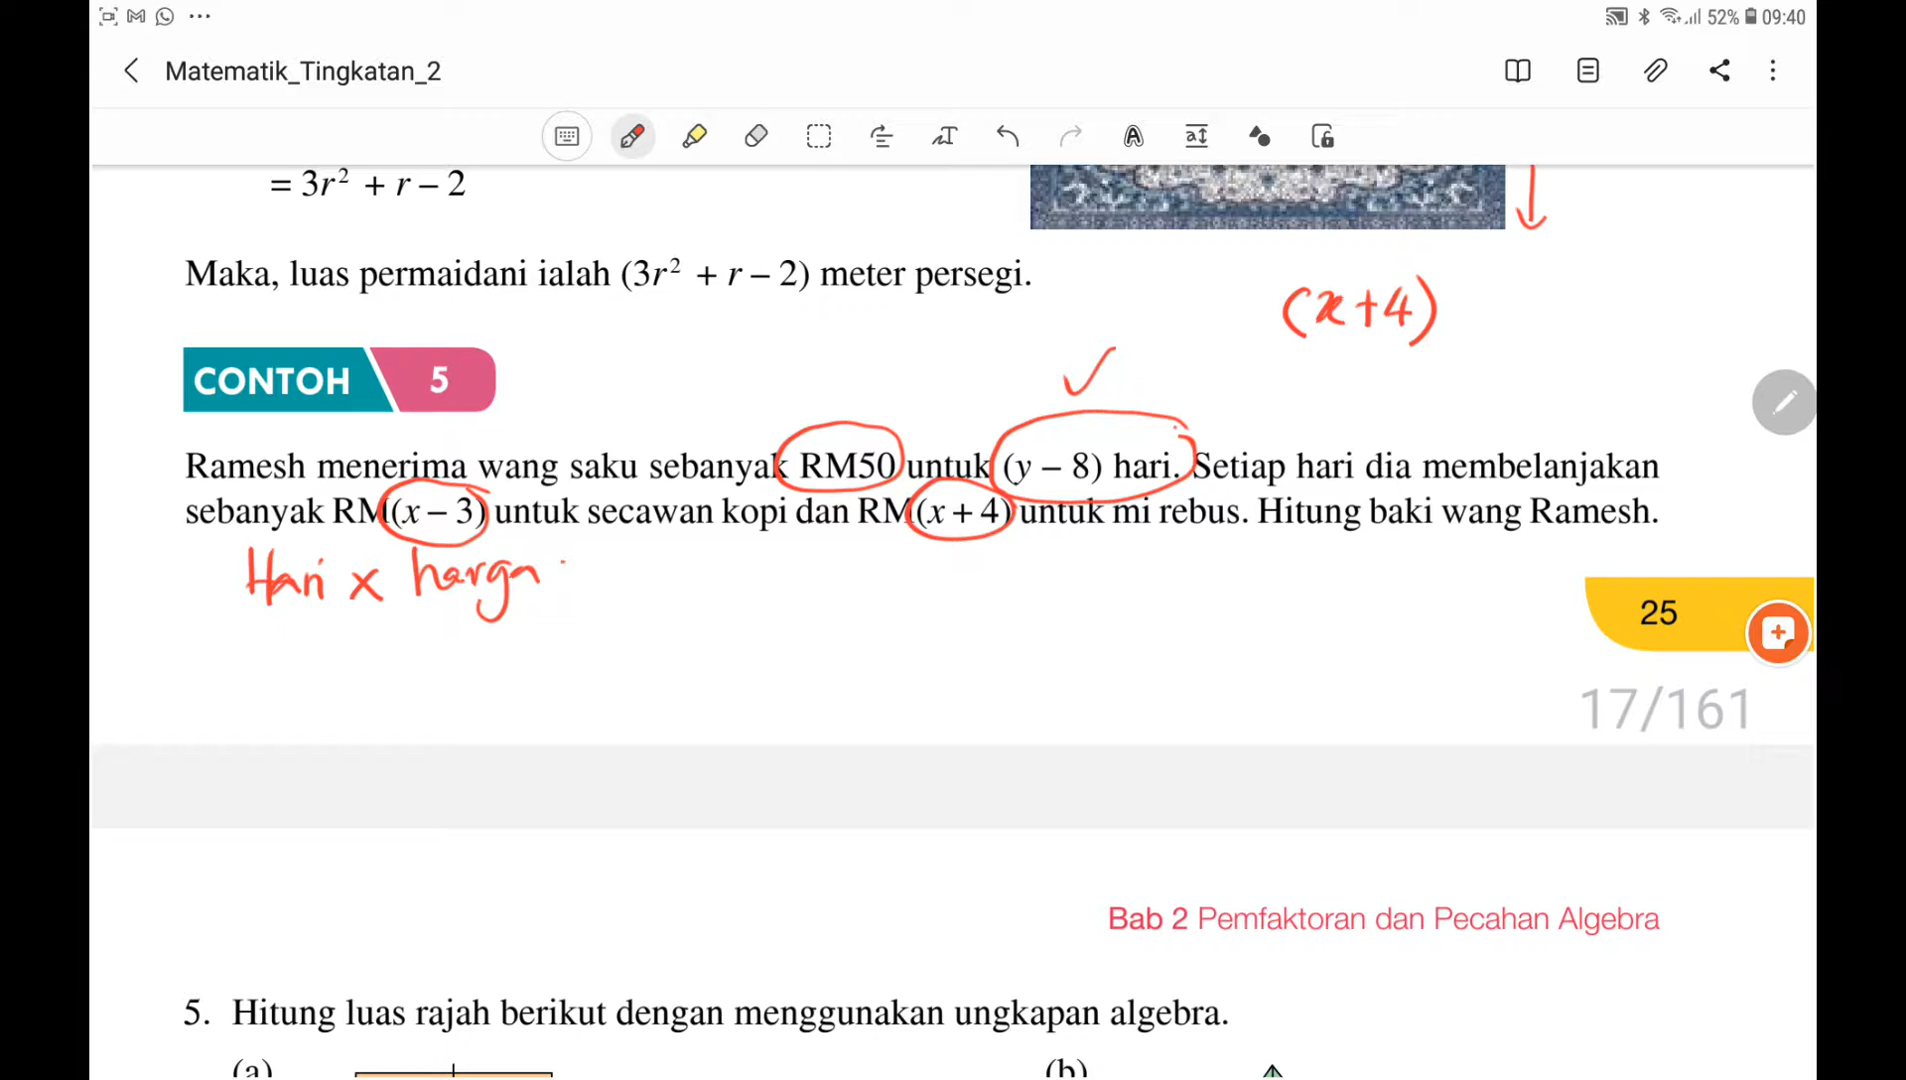 52% 09:40
Matematik_Tingkatan_2
= 3r² + r – 2
Maka, luas permaidani ialah (3r² + r – 2) meter persegi.
(x+4)
CONTOH 5
Ramesh menerima wang saku sebanyak RM50 untuk (y – 8) hari. Setiap hari dia membelanjakan
sebanyak RM(x – 3) untuk secawan kopi dan RM(x + 4) untuk mi rebus. Hitung baki wang Ramesh.
Hari x harga
25
17/161
Bab 2 Pemfaktoran dan Pecahan Algebra
5. Hitung luas rajah berikut dengan menggunakan ungkapan algebra.
(a) (b)